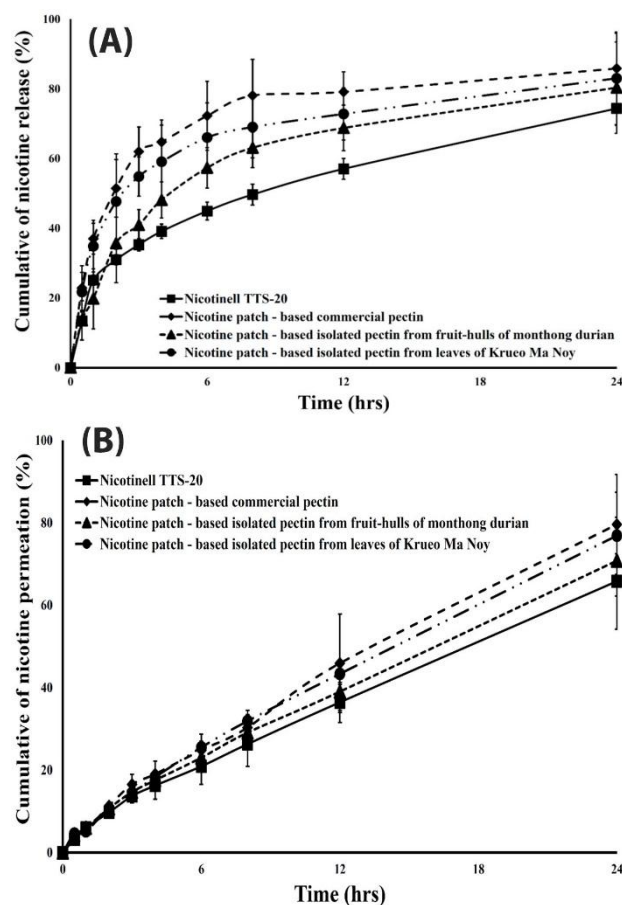 (A)
Cumulative of nicotine release (%)
100
80
60
40
20
0
Nicotinell TTS-20
Nicotine patch - based commercial pectin
Nicotine patch - based isolated pectin from fruit-hulls of monthong durian
Nicotine patch - based isolated pectin from leaves of Krueo Ma Noy
0 6 12 18 24
Time (hrs)
(B)
Cumulative of nicotine permeation (%)
100
80
60
40
20
0
Nicotinell TTS-20
Nicotine patch - based commercial pectin
Nicotine patch - based isolated pectin from fruit-hulls of monthong durian
Nicotine patch - based isolated pectin from leaves of Krueo Ma Noy
0 6 12 18 24
Time (hrs)